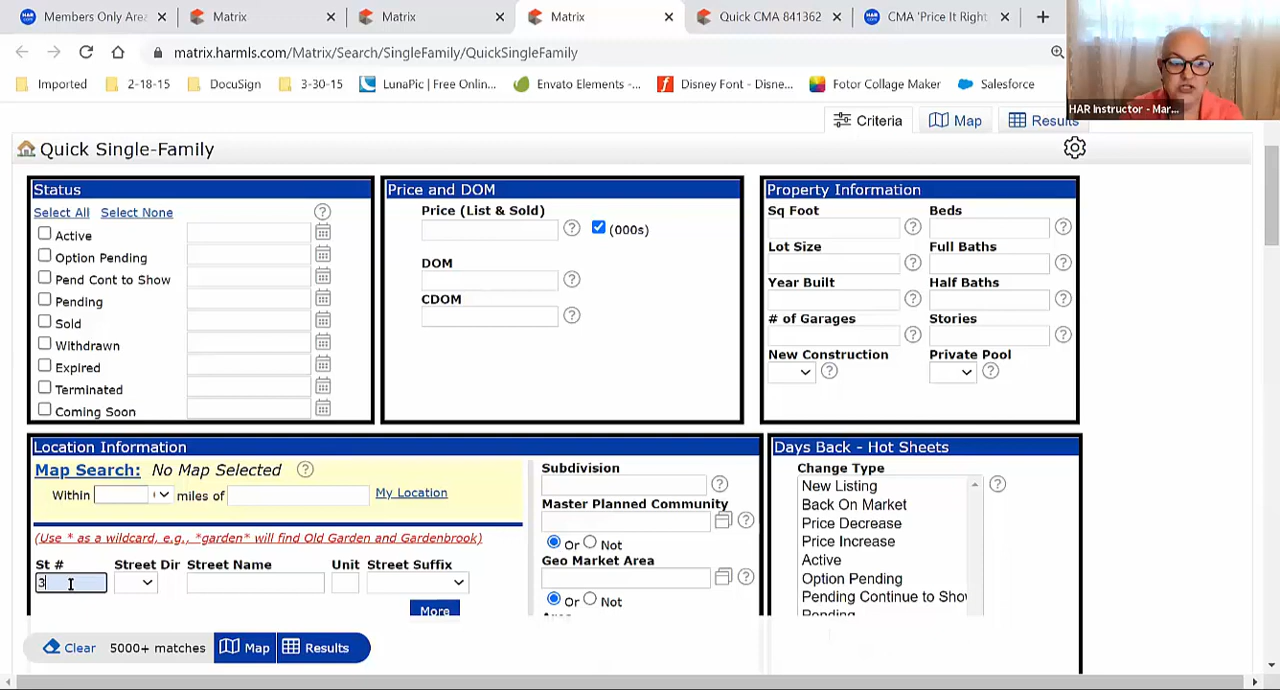 Members Only Are
Matrix
Matrix
Matrix
Quick CMA 841362
CMA 'Price It Right
matrix.harmls.com/Matrix/Search/SingleFamily/QuickSingleFamily
Imported
2-18-15
DocuSign
3-30-15
LunaPic | Free Onlin...
Envato Elements -...
Disney Font - Disne...
Fotor Collage Maker
Salesforce
HAR Instructor - Mar...
Criteria
Map
Results
Quick Single-Family
Status
Select All Select None
Active
Option Pending
Pend Cont to Show
Pending
Sold
Withdrawn
Expired
Terminated
Coming Soon
Price and DOM
Price (List & Sold)
(000s)
DOM
CDOM
Property Information
Sq Foot Beds
Lot Size Full Baths
Year Built Half Baths
# of Garages Stories
New Construction Private Pool
Location Information
Map Search: No Map Selected
Within miles of My Location
(Use * as a wildcard, e.g., *garden* will find Old Garden and Gardenbrook)
St # Street Dir Street Name Unit Street Suffix
3
More
Subdivision
Master Planned Community
Or Not
Geo Market Area
Or Not
Days Back - Hot Sheets
Change Type
New Listing
Back On Market
Price Decrease
Price Increase
Active
Option Pending
Pending Continue to Sho
Pending
Clear 5000+ matches Map Results